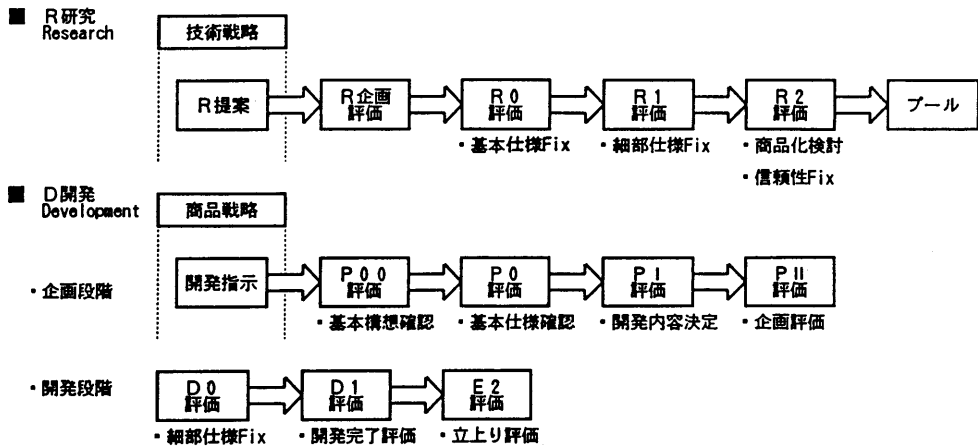 ■ R研究
Research
技術戦略
R提案
R企画
評価
R0
評価
R1
評価
R2
評価
プール
・基本仕様Fix
・細部仕様Fix
・商品化検討
・信頼性Fix
■ D開発
Development
商品戦略
・企画段階
開発指示
P00
評価
P0
評価
PI
評価
PII
評価
・基本構想確認
・基本仕様確認
・開発内容決定
・企画評価
・開発段階
D0
評価
D1
評価
E2
評価
・細部仕様Fix
・開発完了評価
・立上り評価